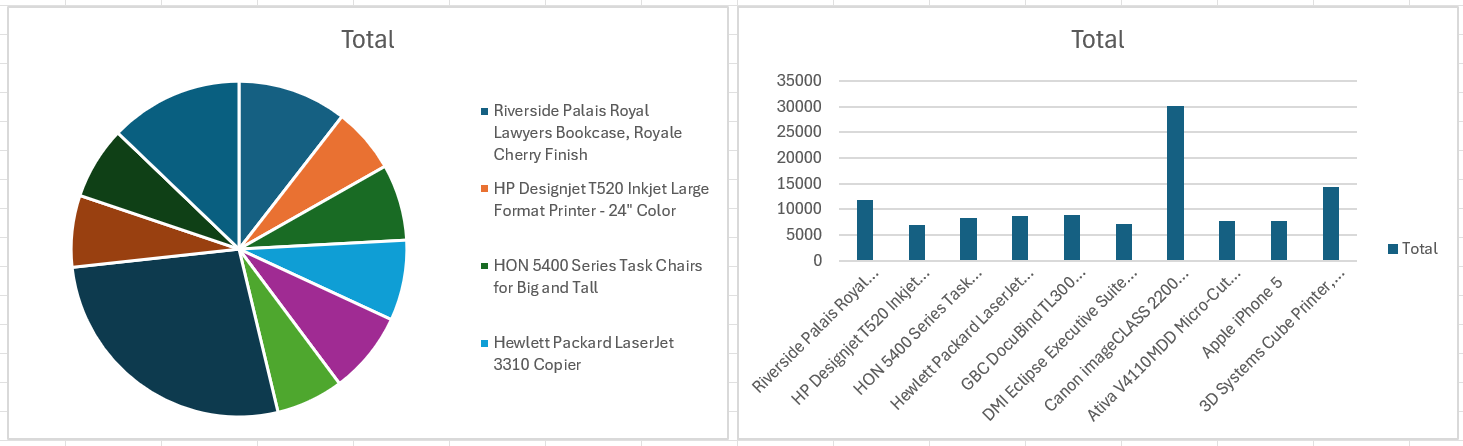 Total
Riverside Palais Royal
Lawyers Bookcase, Royale
Cherry Finish
HP Designjet T520 Inkjet Large
Format Printer - 24" Color
HON 5400 Series Task Chairs
for Big and Tall
Hewlett Packard LaserJet
3310 Copier
Total
35000
30000
25000
20000
15000
10000
5000
0
Riverside Palais Royal...
HP Designjet T520 Inkjet...
HON 5400 Series Task...
Hewlett Packard LaserJet...
GBC DocuBind TL300...
DMI Eclipse Executive Suite...
Canon imageCLASS 2200...
Ativa V4110MDD Micro-Cut...
Apple iPhone 5
3D Systems Cube Printer,...
Total